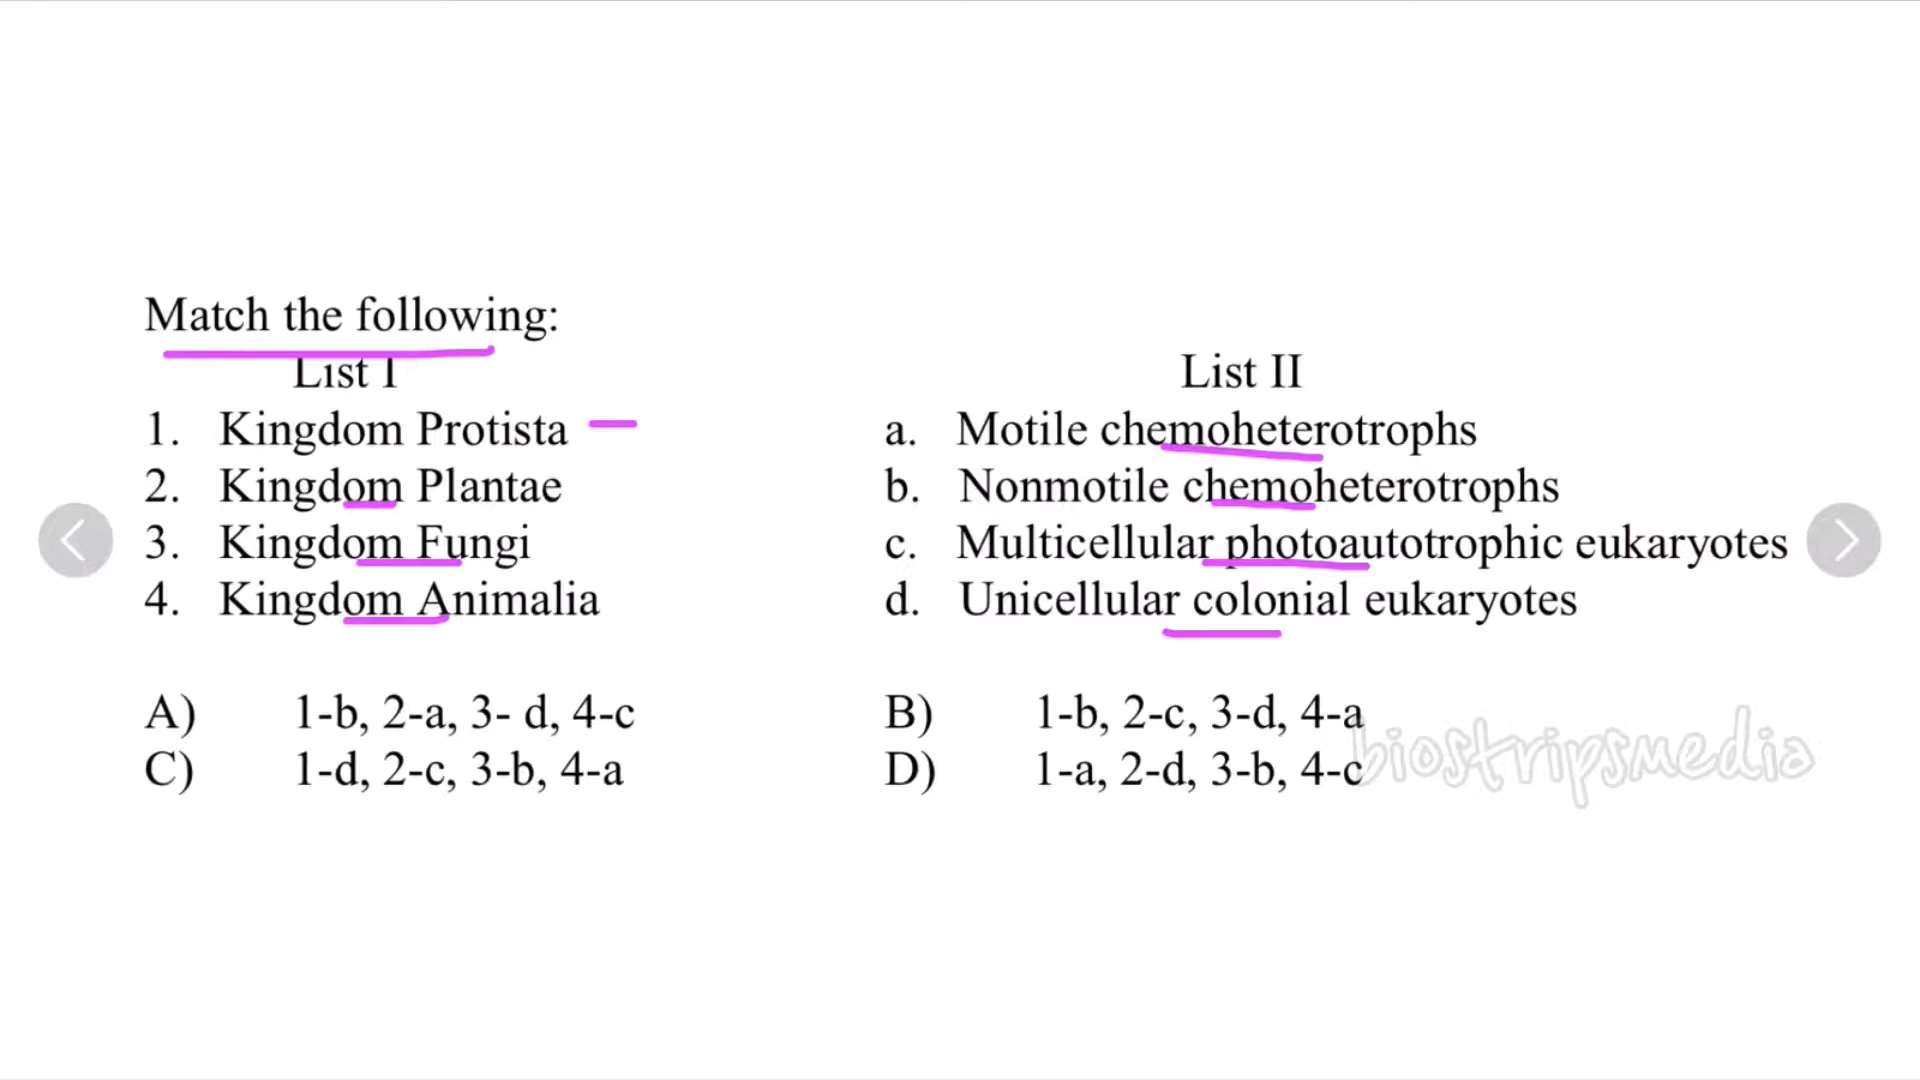 Match the following:
List I List II
1. Kingdom Protista a. Motile chemoheterotrophs
2. Kingdom Plantae b. Nonmotile chemoheterotrophs
3. Kingdom Fungi c. Multicellular photoautotrophic eukaryotes
4. Kingdom Animalia d. Unicellular colonial eukaryotes
A) 1-b, 2-a, 3- d, 4-c B) 1-b, 2-c, 3-d, 4-a
C) 1-d, 2-c, 3-b, 4-a D) 1-a, 2-d, 3-b, 4-c
biostripsmedia